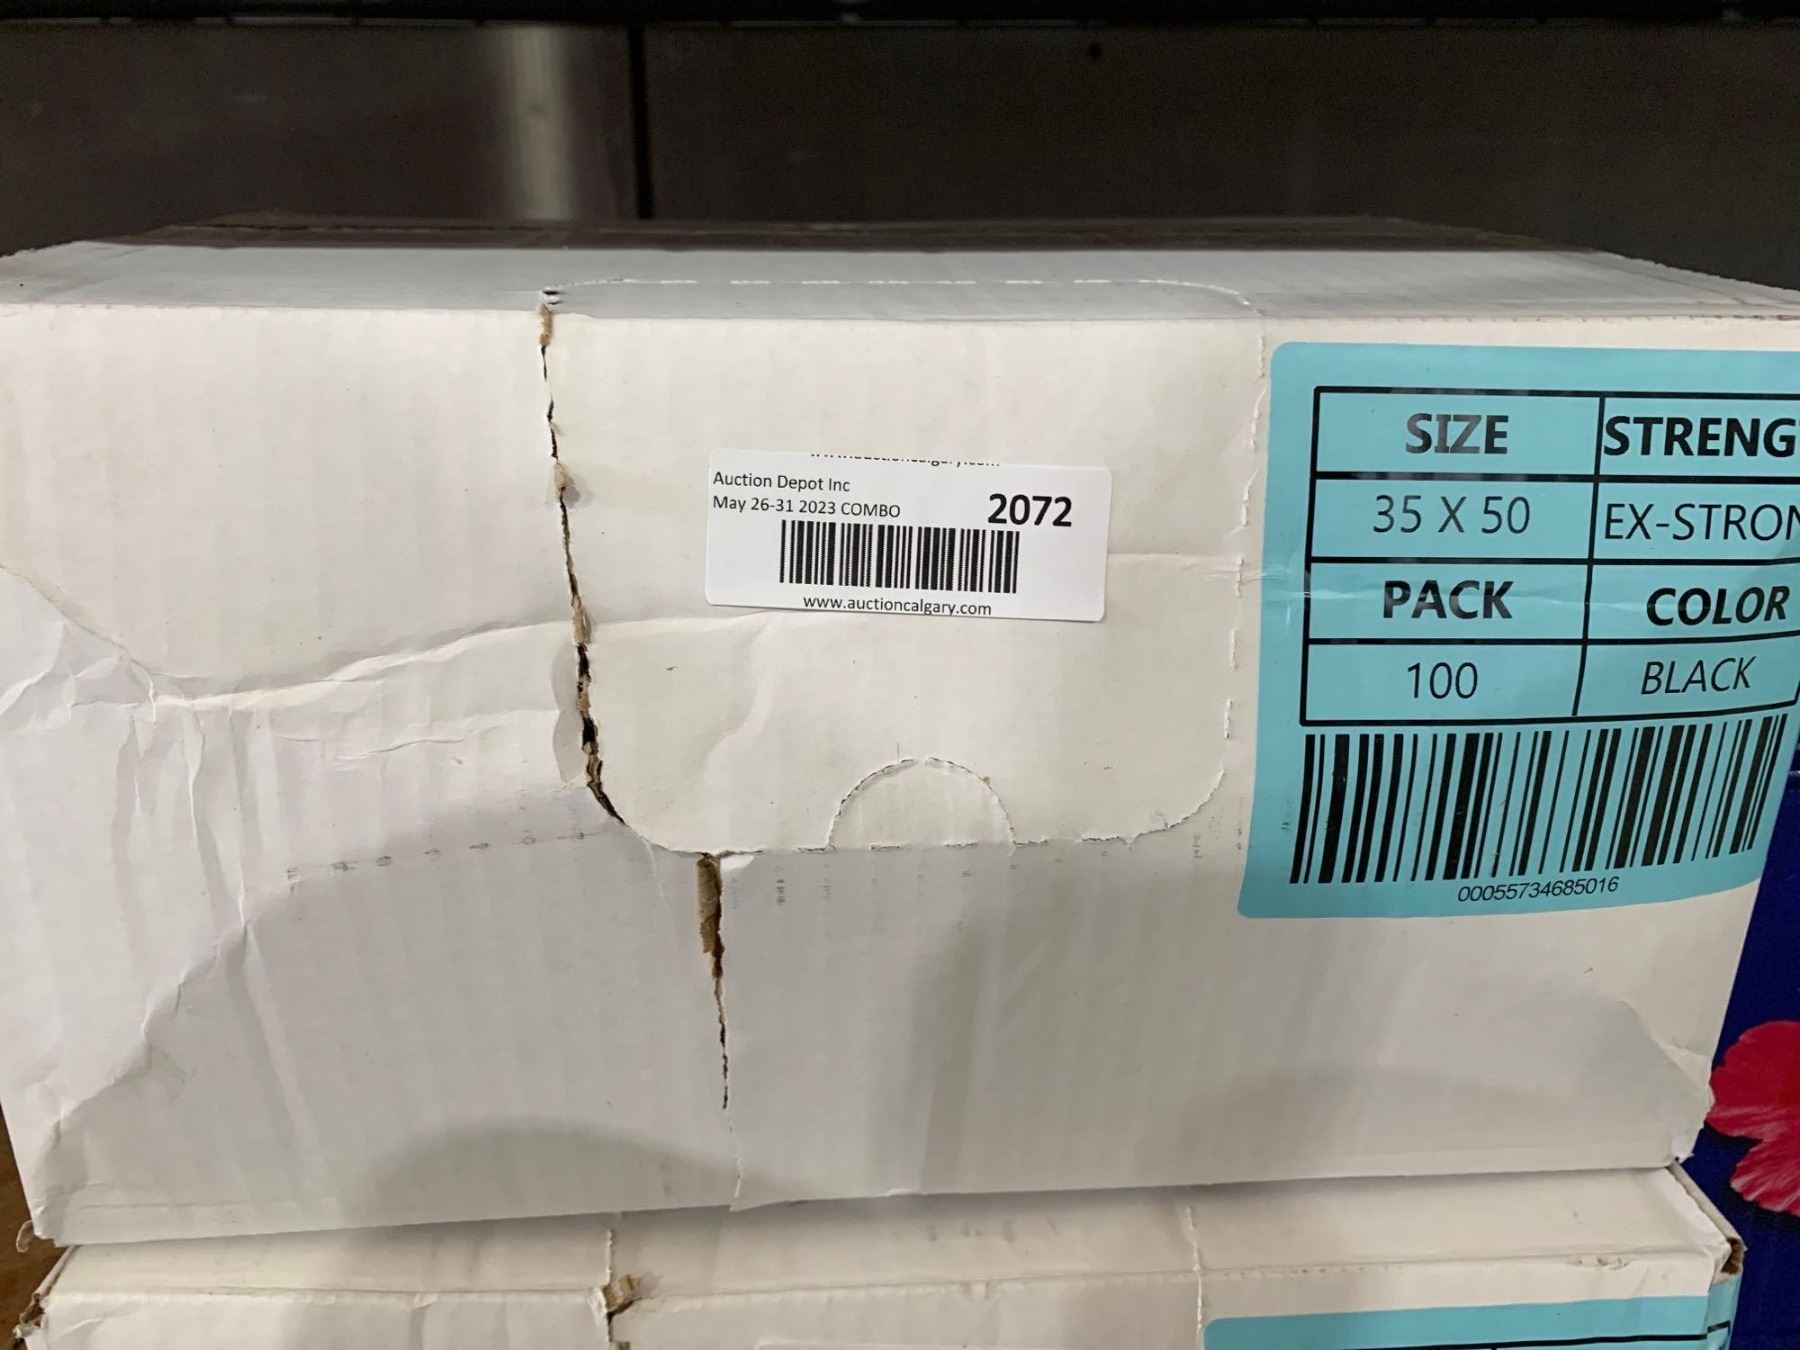 Auction Depot Inc
May 26-31 2023 COMBO
2072
www.auctioncalgary.com
SIZE
35 X 50
PACK
100
COLOR
BLACK
00055734685016